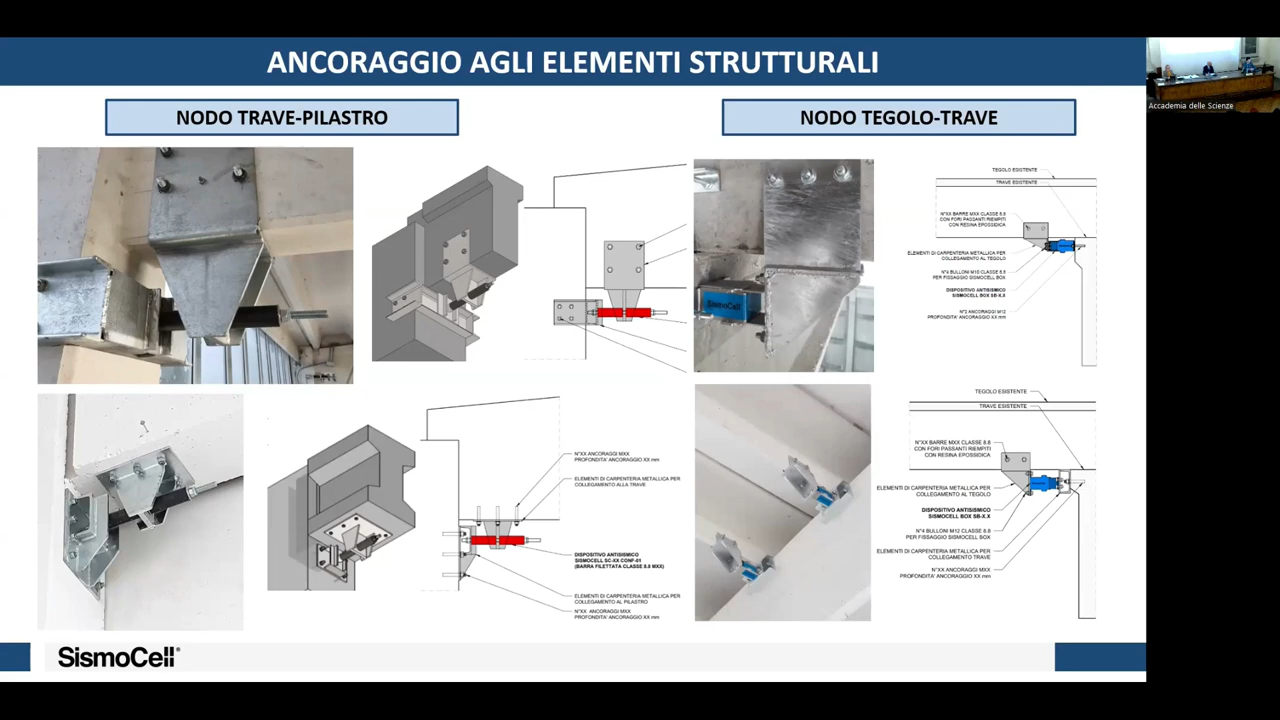 ANCORAGGIO AGLI ELEMENTI STRUTTURALI
NODO TRAVE-PILASTRO
NODO TEGOLO-TRAVE
Accademia delle Scienze
SismoCell
TEGOLO ESISTENTE
TRAVE ESISTENTE
N°XX BARRE MXX CLASSE 8.8
CON FORI PASSANTI RIEMPITI
CON RESINA EPOSSIDICA
ELEMENTI DI CARPENTERIA METALLICA PER
COLLEGAMENTO AL TEGOLO
N°4 BULLONI M10 CLASSE 8.8
PER FISSAGGIO SISMOCELL BOX
DISPOSITIVO ANTISISMICO
SISMOCELL BOX SB-X.X
N°2 ANCORAGGI M12
PROFONDITA' ANCORAGGIO XX mm
N°XX ANCORAGGI MXX
PROFONDITA' ANCORAGGIO XX mm
ELEMENTI DI CARPENTERIA METALLICA PER
COLLEGAMENTO ALLA TRAVE
DISPOSITIVO ANTISISMICO
SISMOCELL SC-XX CONF-01
(BARRA FILETTATA CLASSE 8.8 MXX)
ELEMENTI DI CARPENTERIA METALLICA PER
COLLEGAMENTO AL PILASTRO
N°XX ANCORAGGI MXX
PROFONDITA' ANCORAGGIO XX mm
TEGOLO ESISTENTE
TRAVE ESISTENTE
N°XX BARRE MXX CLASSE 8.8
CON FORI PASSANTI RIEMPITI
CON RESINA EPOSSIDICA
ELEMENTI DI CARPENTERIA METALLICA PER
COLLEGAMENTO AL TEGOLO
DISPOSITIVO ANTISISMICO
SISMOCELL BOX SB-X.X
N°4 BULLONI M12 CLASSE 8.8
PER FISSAGGIO SISMOCELL BOX
ELEMENTI DI CARPENTERIA METALLICA PER
COLLEGAMENTO TRAVE
N°XX ANCORAGGI MXX
PROFONDITA' ANCORAGGIO XX mm
SismoCell®